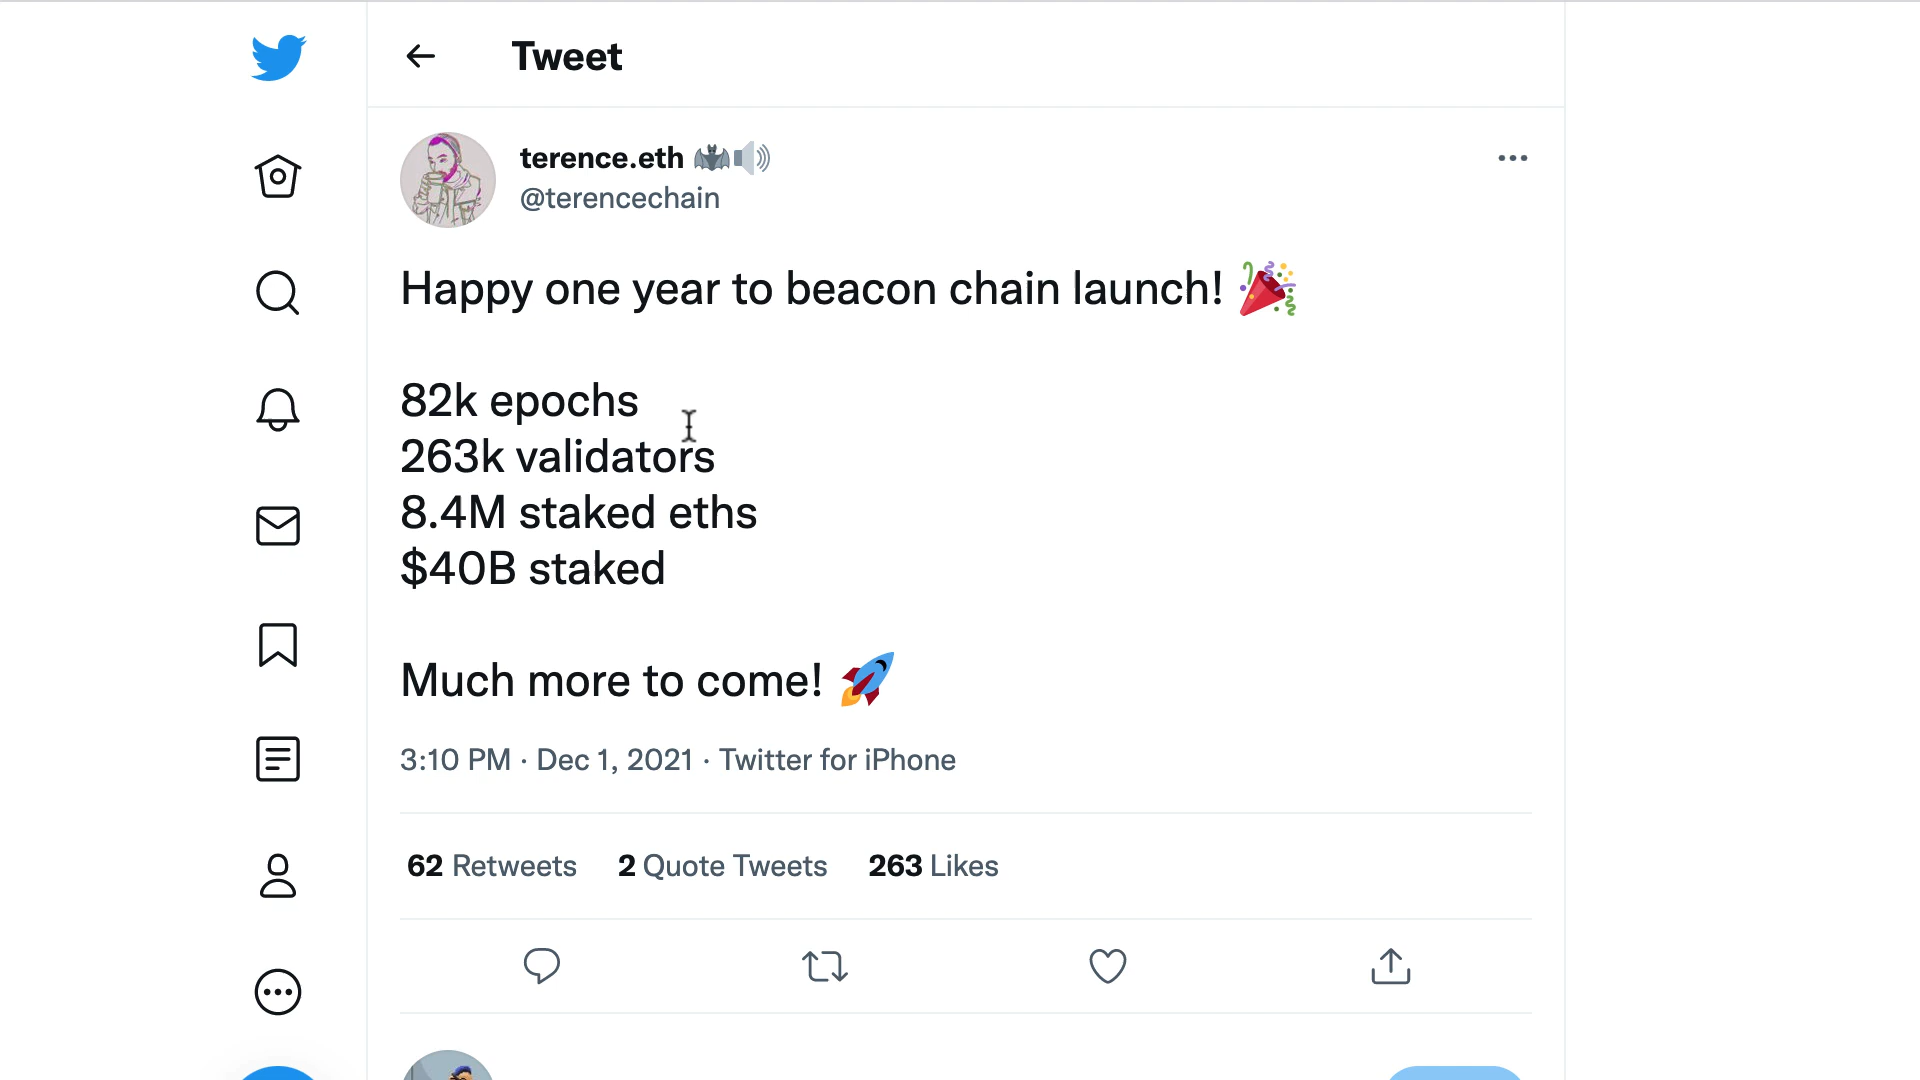 Tweet
terence.eth 🦇🔊
@terencechain
Happy one year to beacon chain launch! 🎉
82k epochs
263k validators
8.4M staked eths
$40B staked
Much more to come! 🚀
3:10 PM · Dec 1, 2021 · Twitter for iPhone
62 Retweets 2 Quote Tweets 263 Likes